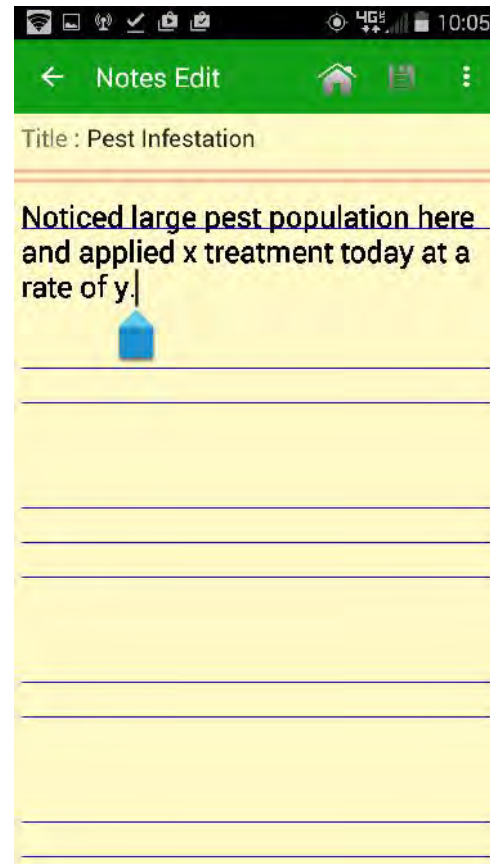 4G 10:05
Notes Edit
Title : Pest Infestation
Noticed large pest population here
and applied x treatment today at a
rate of y.